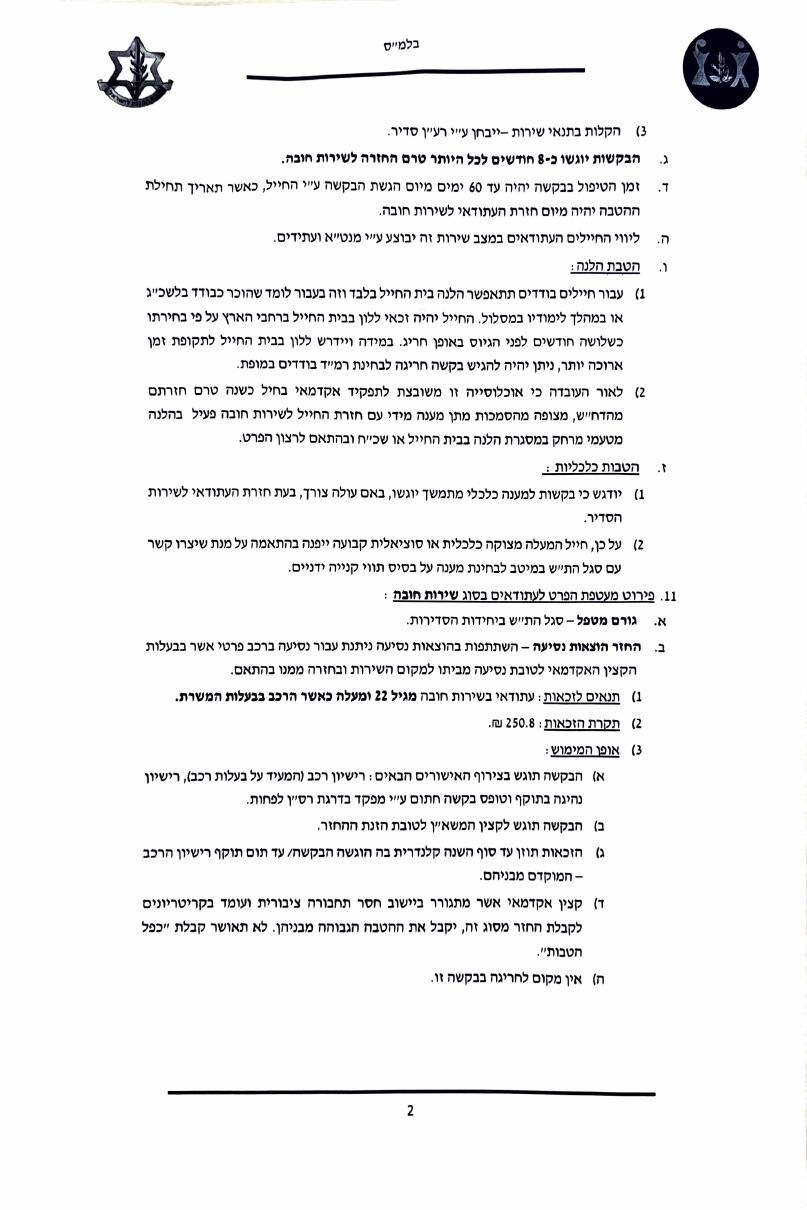 בלמ״ס
3) הקלות בתנאי שירות –ייבחן ע״י רע״ן סדיר.
ג. הבקשות יוגשו כ-8 חודשים לכל היותר טרם החזרה לשירות חובה.
ד. זמן הטיפול בבקשה יהיה עד 60 ימים מיום הגשת הבקשה ע״י החייל, כאשר תאריך תחילת
ההטבה יהיה מיום חזרת העתודאי לשירות חובה.
ה. ליווי החיילים העתודאים במצב שירות זה יבוצע ע״י מנט״א ועתידים.
ו. הטבת הלנה:
1) עבור חיילים בודדים תתאפשר הלנה בית החייל בלבד וזה בעבור לומד שהוכר כבודד בלשכ״ג
או במהלך לימודיו במסלול. החייל יהיה זכאי ללון בבית החייל ברחבי הארץ על פי בחירתו
כשלושה חודשים לפני הגיוס באופן חריג. במידה ויידרש ללון בבית החייל לתקופת זמן
ארוכה יותר, ניתן יהיה להגיש בקשה חריגה לבחינת רמ״ד בודדים במופת.
2) לאור העובדה כי אוכלוסייה זו משובצת לתפקיד אקדמאי בחיל כשנה טרם חזרתם
מהדח״ש, מצופה מהסמכות מתן מענה מידי עם חזרת החייל לשירות חובה פעיל בהלנה
מטעמי מרחק במסגרת הלנה בבית החייל או שכ״ח ובהתאם לרצון הפרט.
ז. הטבות כלכליות :
1) יודגש כי בקשות למענה כלכלי מתמשך יוגשו, באם עולה צורך, בעת חזרת העתודאי לשירות
הסדיר.
2) על כן, חייל המעלה מצוקה כלכלית או סוציאלית קבועה ייפנה בהתאמה על מנת שיצרו קשר
עם סגל הת״ש במיטב לבחינת מענה על בסיס תווי קנייה ידניים.
11. פירוט מעטפת הפרט לעתודאים בסוג שירות חובה :
א. גורם מטפל – סגל הת״ש ביחידות הסדירות.
ב. החזר הוצאות נסיעה – השתתפות בהוצאות נסיעה ניתנת עבור נסיעה ברכב פרטי אשר בבעלות
הקצין האקדמאי לטובת נסיעה מביתו למקום השירות ובחזרה ממנו בהתאם.
1) תנאים לזכאות: עתודאי בשירות חובה מגיל 22 ומעלה כאשר הרכב בבעלות המשרת.
2) תקרת הזכאות: 250.8 ₪.
3) אופן המימוש:
א) הבקשה תוגש בצירוף האישורים הבאים: רישיון רכב (המעיד על בעלות רכב), רישיון
נהיגה בתוקף וטופס בקשה חתום ע״י מפקד בדרגת רס״ן לפחות.
ב) הבקשה תוגש לקצין המשא״ן לטובת הזנת ההחזר.
ג) הזכאות תוזן עד סוף השנה קלנדרית בה הוגשה הבקשה/ עד תום תוקף רישיון הרכב
– המוקדם מבניהם.
ד) קצין אקדמאי אשר מתגורר ביישוב חסר תחבורה ציבורית ועומד בקריטריונים
לקבלת החזר מסוג זה, יקבל את ההטבה הגבוהה מבניהן. לא תאושר קבלת ״כפל
הטבות״.
ה) אין מקום לחריגה בבקשה זו.
2